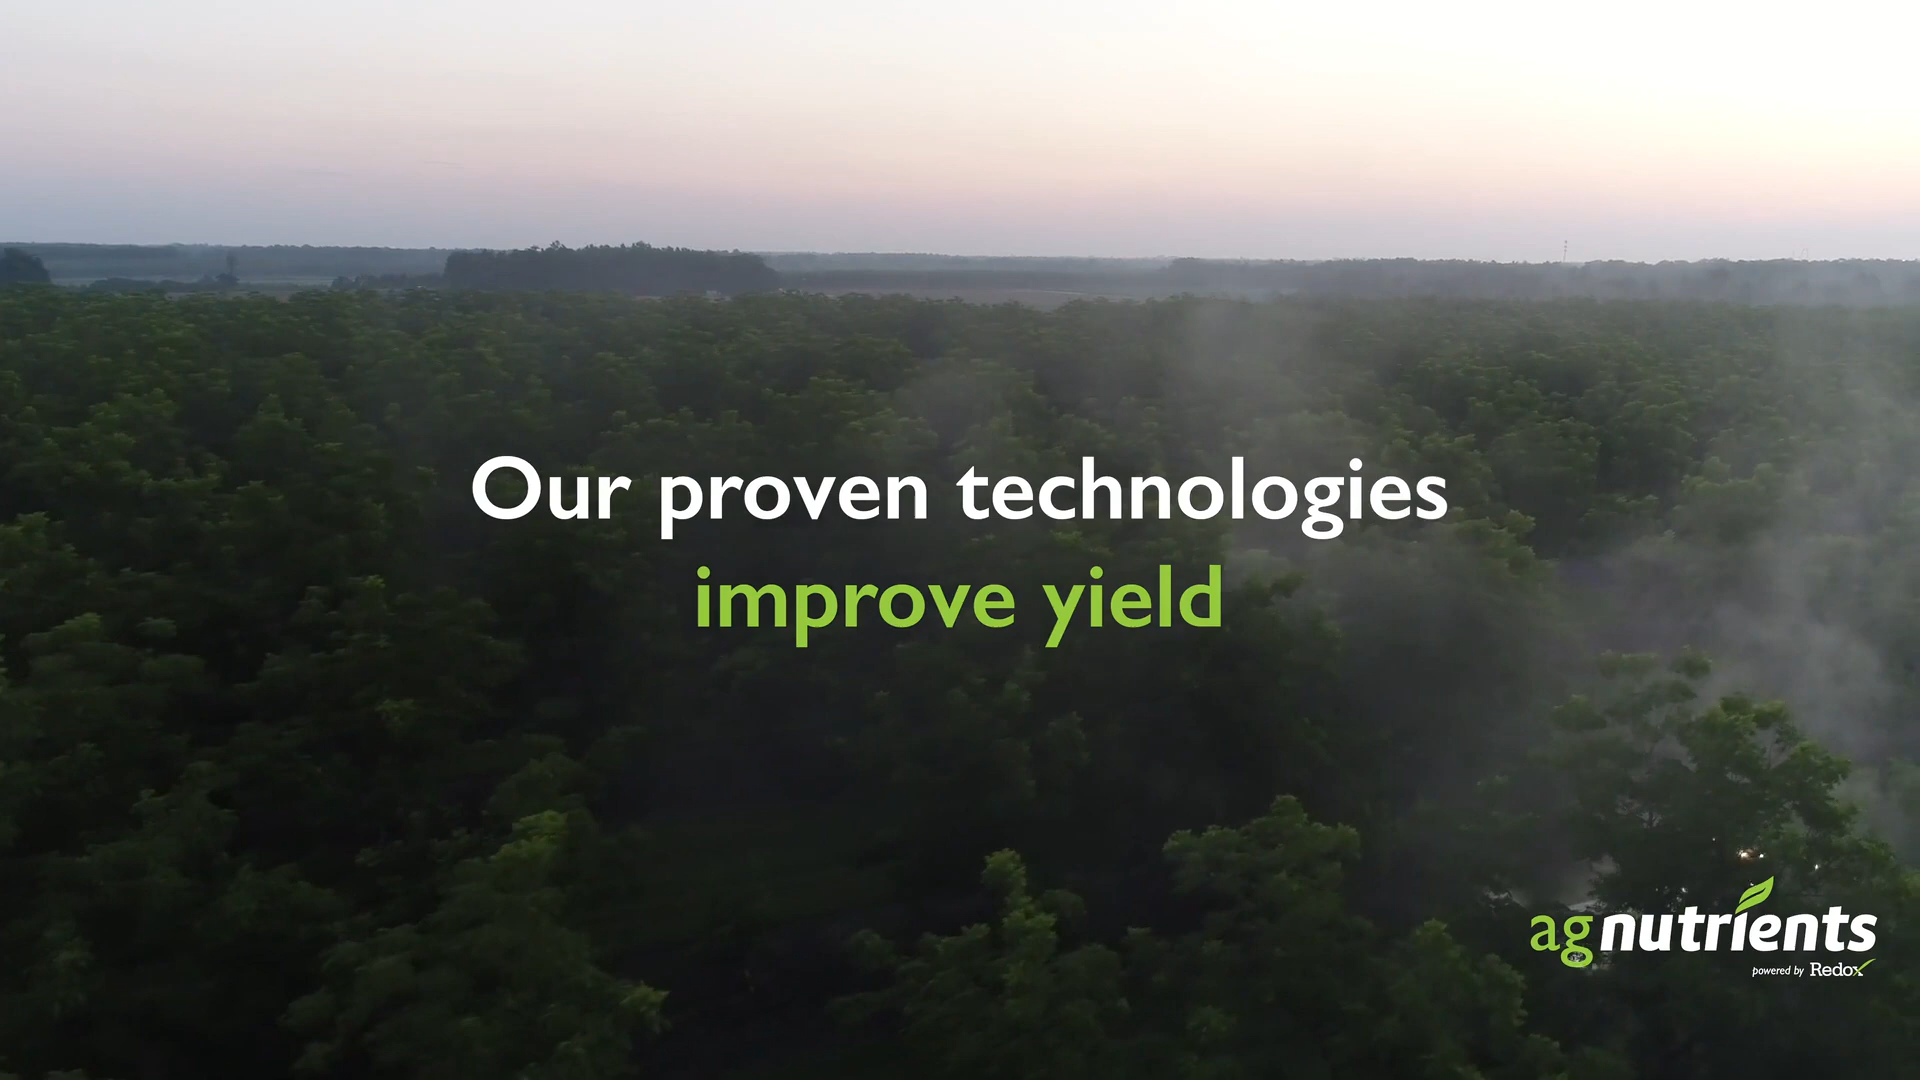 Our proven technologies
improve yield
agnutrients
powered by Redox